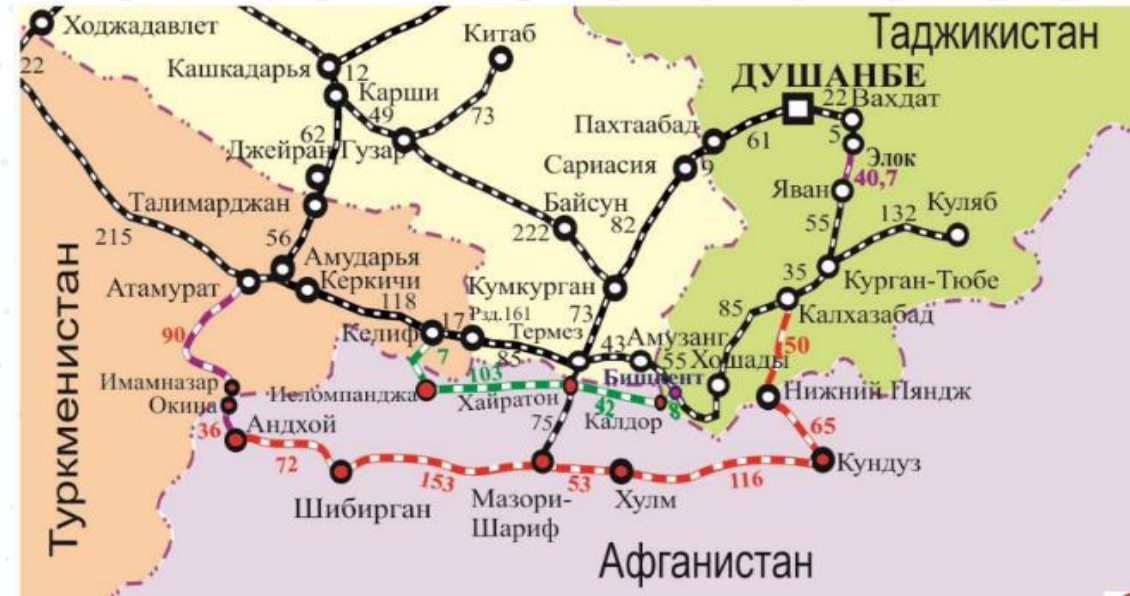 Ходжадавлет
Китаб
Таджикистан
22
Кашкадарья
12
ДУШАНБЕ
Карши
22
Вахдат
49
73
Пахтаабад
61
5
62
Джейран
Гузар
Сариасия
9
Элок
40,7
Талимарджан
Байсун
82
Яван
132
Куляб
222
55
215
56
Амударья
35
Курган-Тюбе
Атамурат
Керкичи
Кумкурган
85
Калхазабад
118
Рзд.161
73
90
Келиф
17
Термез
43
Амузанг
50
7
85
55
Хошады
Имамназар
103
Бишкент
Исломпанджа
Хайратон
Нижний Пяндж
Окина
42
Калдор
8
36
Андхой
75
65
72
Кундуз
153
53
116
Шибирган
Мазори-
Шариф
Хулм
Туркменистан
Афганистан